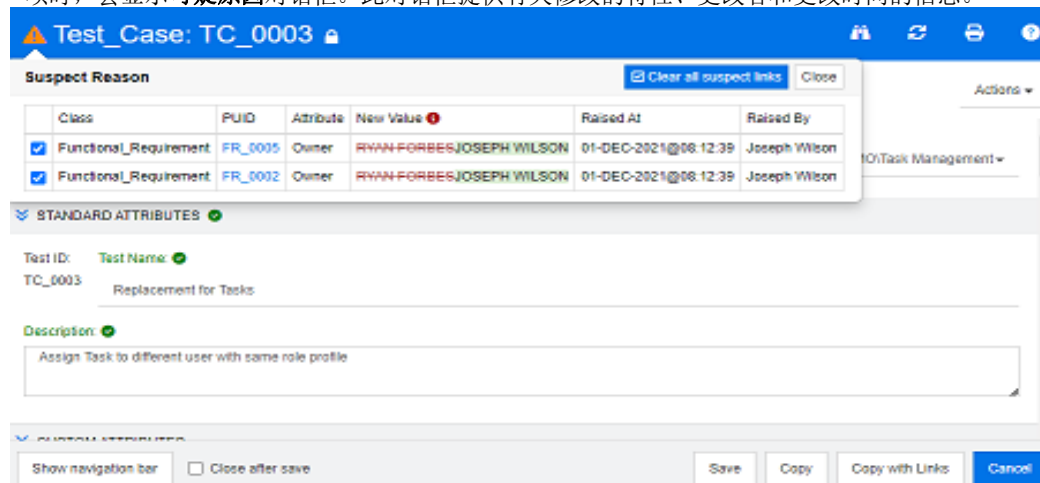 Test_Case: TC_0003
Suspect Reason
Clear all suspect links
Close
Actions
Class PUID Attribute New Value Raised At Raised By
Functional_Requirement FR_0005 Owner RYAN FORBESJOSEPH WILSON 01-DEC-2021@08:12:39 Joseph Wilson
Functional_Requirement FR_0002 Owner RYAN FORBESJOSEPH WILSON 01-DEC-2021@08:12:39 Joseph Wilson
Task Management
STANDARD ATTRIBUTES
Test ID: Test Name:
TC_0003 Replacement for Tasks
Description:
Assign Task to different user with same role profile
Show navigation bar Close after save Save Copy Copy with Links Cancel